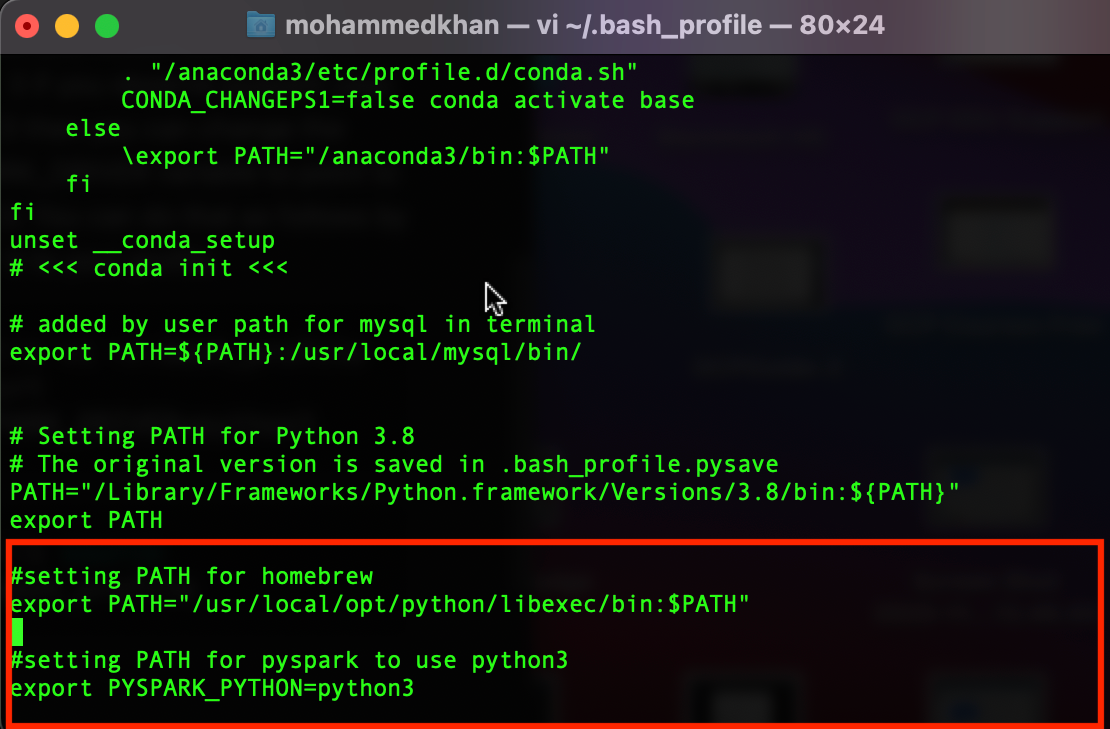 mohammedkhan — vi ~/.bash_profile — 80×24
. "/anaconda3/etc/profile.d/conda.sh"
CONDA_CHANGEPS1=false conda activate base
else
\export PATH="/anaconda3/bin:$PATH"
fi
fi
unset __conda_setup
# <<< conda init <<<
# added by user path for mysql in terminal
export PATH=${PATH}:/usr/local/mysql/bin/
# Setting PATH for Python 3.8
# The original version is saved in .bash_profile.pysave
PATH="/Library/Frameworks/Python.framework/Versions/3.8/bin:${PATH}"
export PATH
#setting PATH for homebrew
export PATH="/usr/local/opt/python/libexec/bin:$PATH"
#setting PATH for pyspark to use python3
export PYSPARK_PYTHON=python3